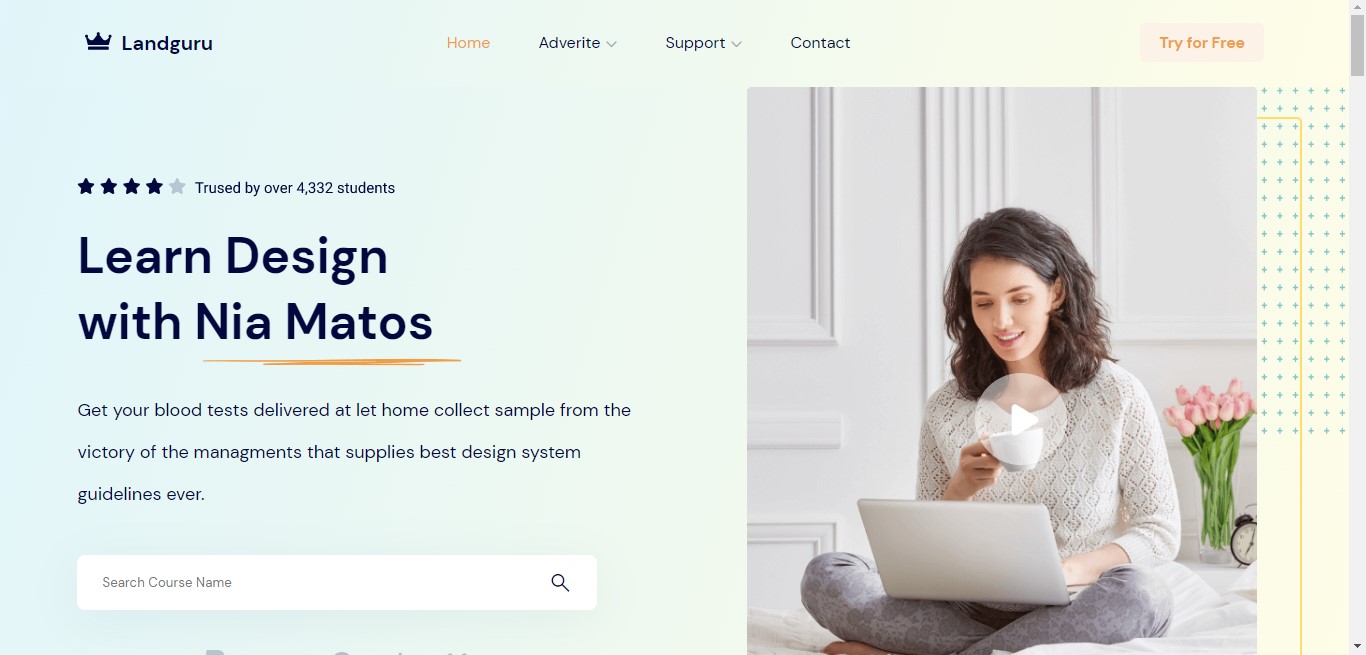 Landguru
Home
Adverite
Support
Contact
Try for Free
Trused by over 4,332 students
Learn Design
with Nia Matos
Get your blood tests delivered at let home collect sample from the
victory of the managments that supplies best design system
guidelines ever.
Search Course Name